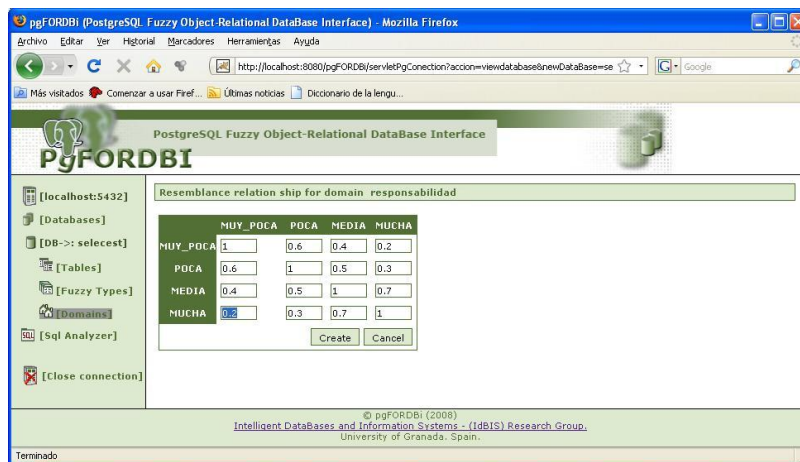 pgFORDBi (PostgreSQL Fuzzy Object-Relational DataBase Interface) - Mozilla Firefox
Archivo Editar Ver Historial Marcadores Herramientas Ayuda
http://localhost:8080/pgFORDBi/servletPgConection?accion=viewdatabase&newDataBase=se
G Google
Más visitados Comenzar a usar Firef... Últimas noticias Diccionario de la lengu...
PostgreSQL Fuzzy Object-Relational DataBase Interface
PgFORDBI
[localhost:5432]
[Databases]
[DB->: selecest]
[Tables]
[Fuzzy Types]
[Domains]
SQL [Sql Analyzer]
[Close connection]
Resemblance relation ship for domain responsabilidad
MUY_POCA POCA MEDIA MUCHA
MUY_POCA 1 0.6 0.4 0.2
POCA 0.6 1 0.5 0.3
MEDIA 0.4 0.5 1 0.7
MUCHA 0.2 0.3 0.7 1
Create Cancel
© pgFORDBi (2008)
Intelligent DataBases and Information Systems - (IdBIS) Research Group.
University of Granada. Spain.
Terminado